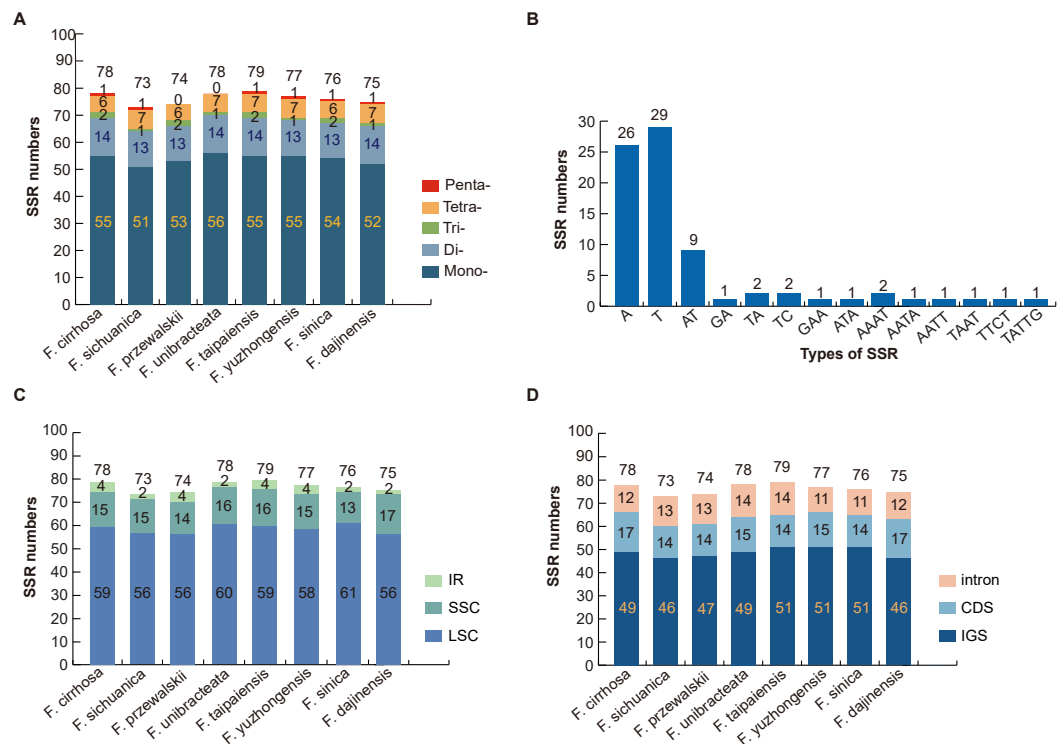 A
SSR numbers
100
90
80
70
60
50
40
30
20
10
0
78 73 74 78 79 77 76 75
1 1 0 0 1 1 1 1
6 7 6 7 7 7 6 7
2 1 2 1 2 1 2 1
14 13 13 14 14 13 13 14
55 51 53 56 55 55 54 52
F. cirrhosa
F. sichuanica
F. przewalskii
F. unibracteata
F. taipaiensis
F. yuzhongensis
F. sinica
F. dajinensis
Penta-
Tetra-
Tri-
Di-
Mono-
B
SSR numbers
30
25
20
15
10
5
0
26 29 9 1 2 2 1 1 2 1 1 1 1 1
A
T
AT
GA
TA
TC
GAA
ATA
AAAT
AATA
AATT
TAAT
TTCT
TATTG
Types of SSR
C
SSR numbers
100
90
80
70
60
50
40
30
20
10
0
78 73 74 78 79 77 76 75
4 2 4 2 4 4 2 2
15 15 14 16 16 15 13 17
59 56 56 60 59 58 61 56
F. cirrhosa
F. sichuanica
F. przewalskii
F. unibracteata
F. taipaiensis
F. yuzhongensis
F. sinica
F. dajinensis
IR
SSC
LSC
D
SSR numbers
100
90
80
70
60
50
40
30
20
10
0
78 73 74 78 79 77 76 75
12 13 13 14 14 11 11 12
17 14 14 15 14 15 14 17
49 46 47 49 51 51 51 46
F. cirrhosa
F. sichuanica
F. przewalskii
F. unibracteata
F. taipaiensis
F. yuzhongensis
F. sinica
F. dajinensis
intron
CDS
IGS